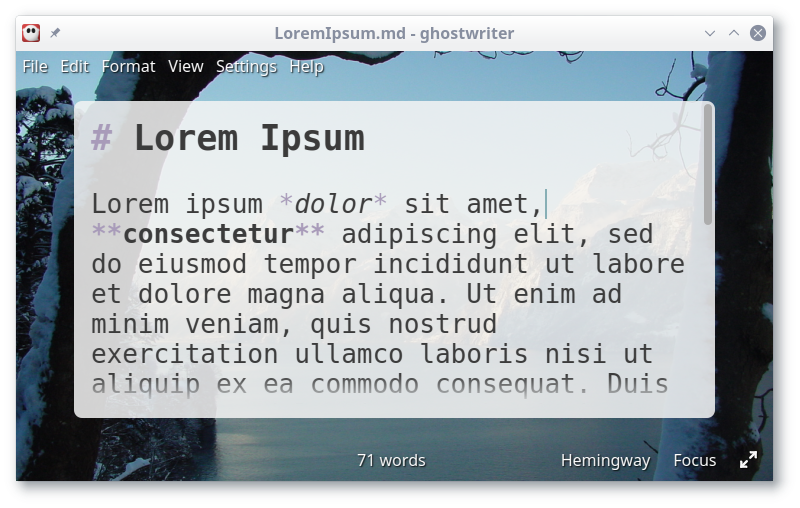 LoremIpsum.md - ghostwriter
File Edit Format View Settings Help
# Lorem Ipsum
Lorem ipsum *dolor* sit amet,
**consectetur** adipiscing elit, sed
do eiusmod tempor incididunt ut labore
et dolore magna aliqua. Ut enim ad
minim veniam, quis nostrud
exercitation ullamco laboris nisi ut
aliquip ex ea commodo consequat. Duis
71 words Hemingway Focus